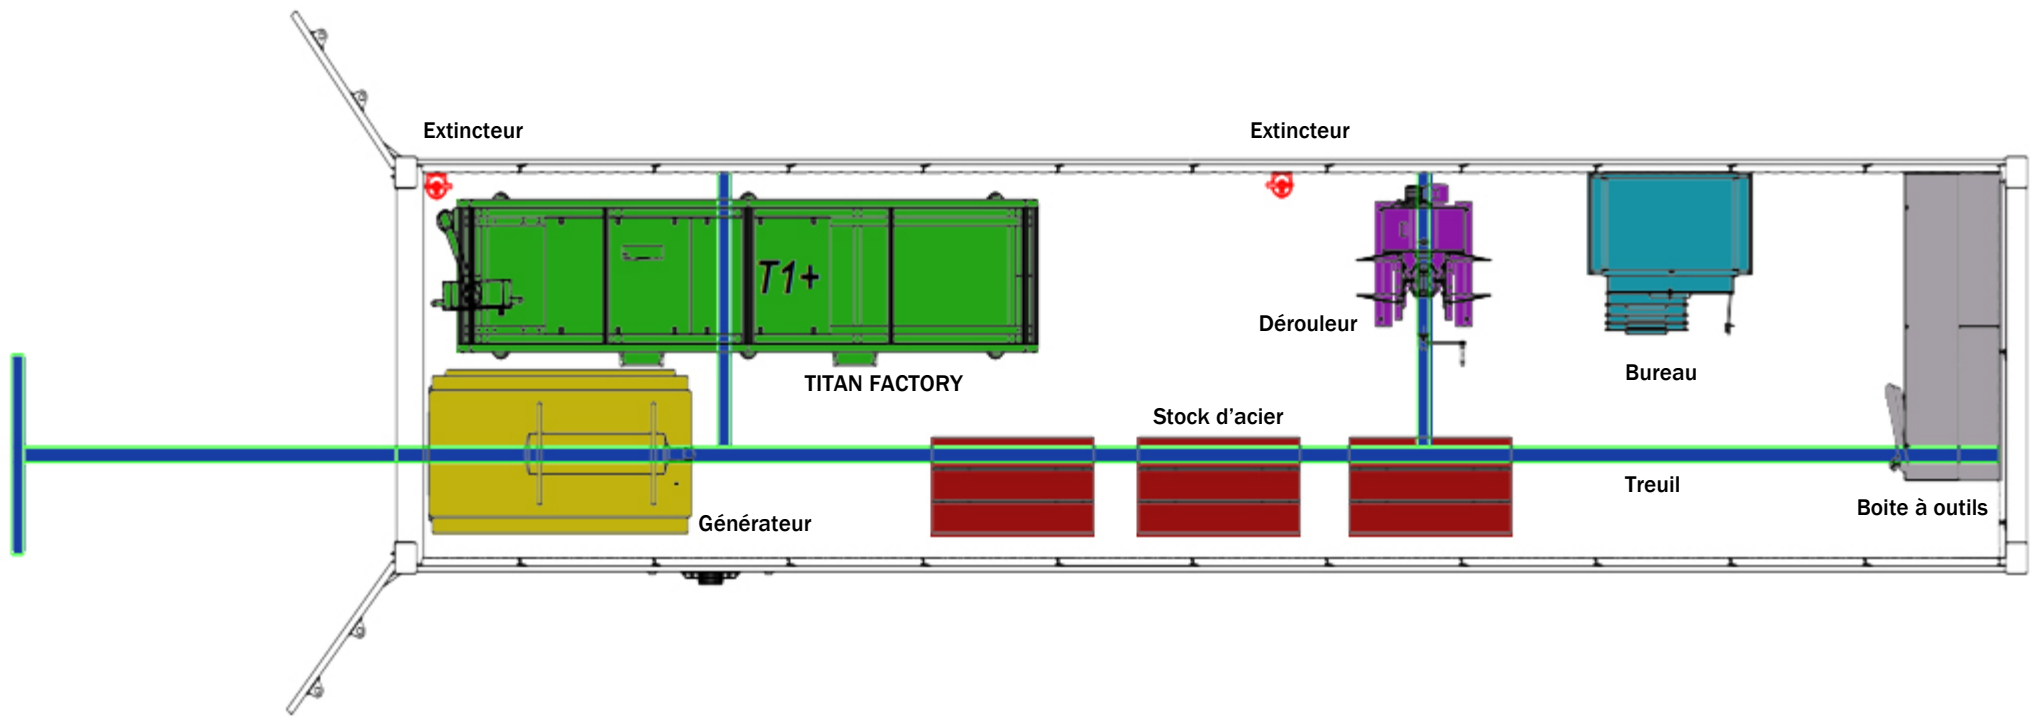 Extincteur
Extincteur
T1+
Dérouleur
TITAN FACTORY
Bureau
Stock d'acier
Treuil
Boite à outils
Générateur